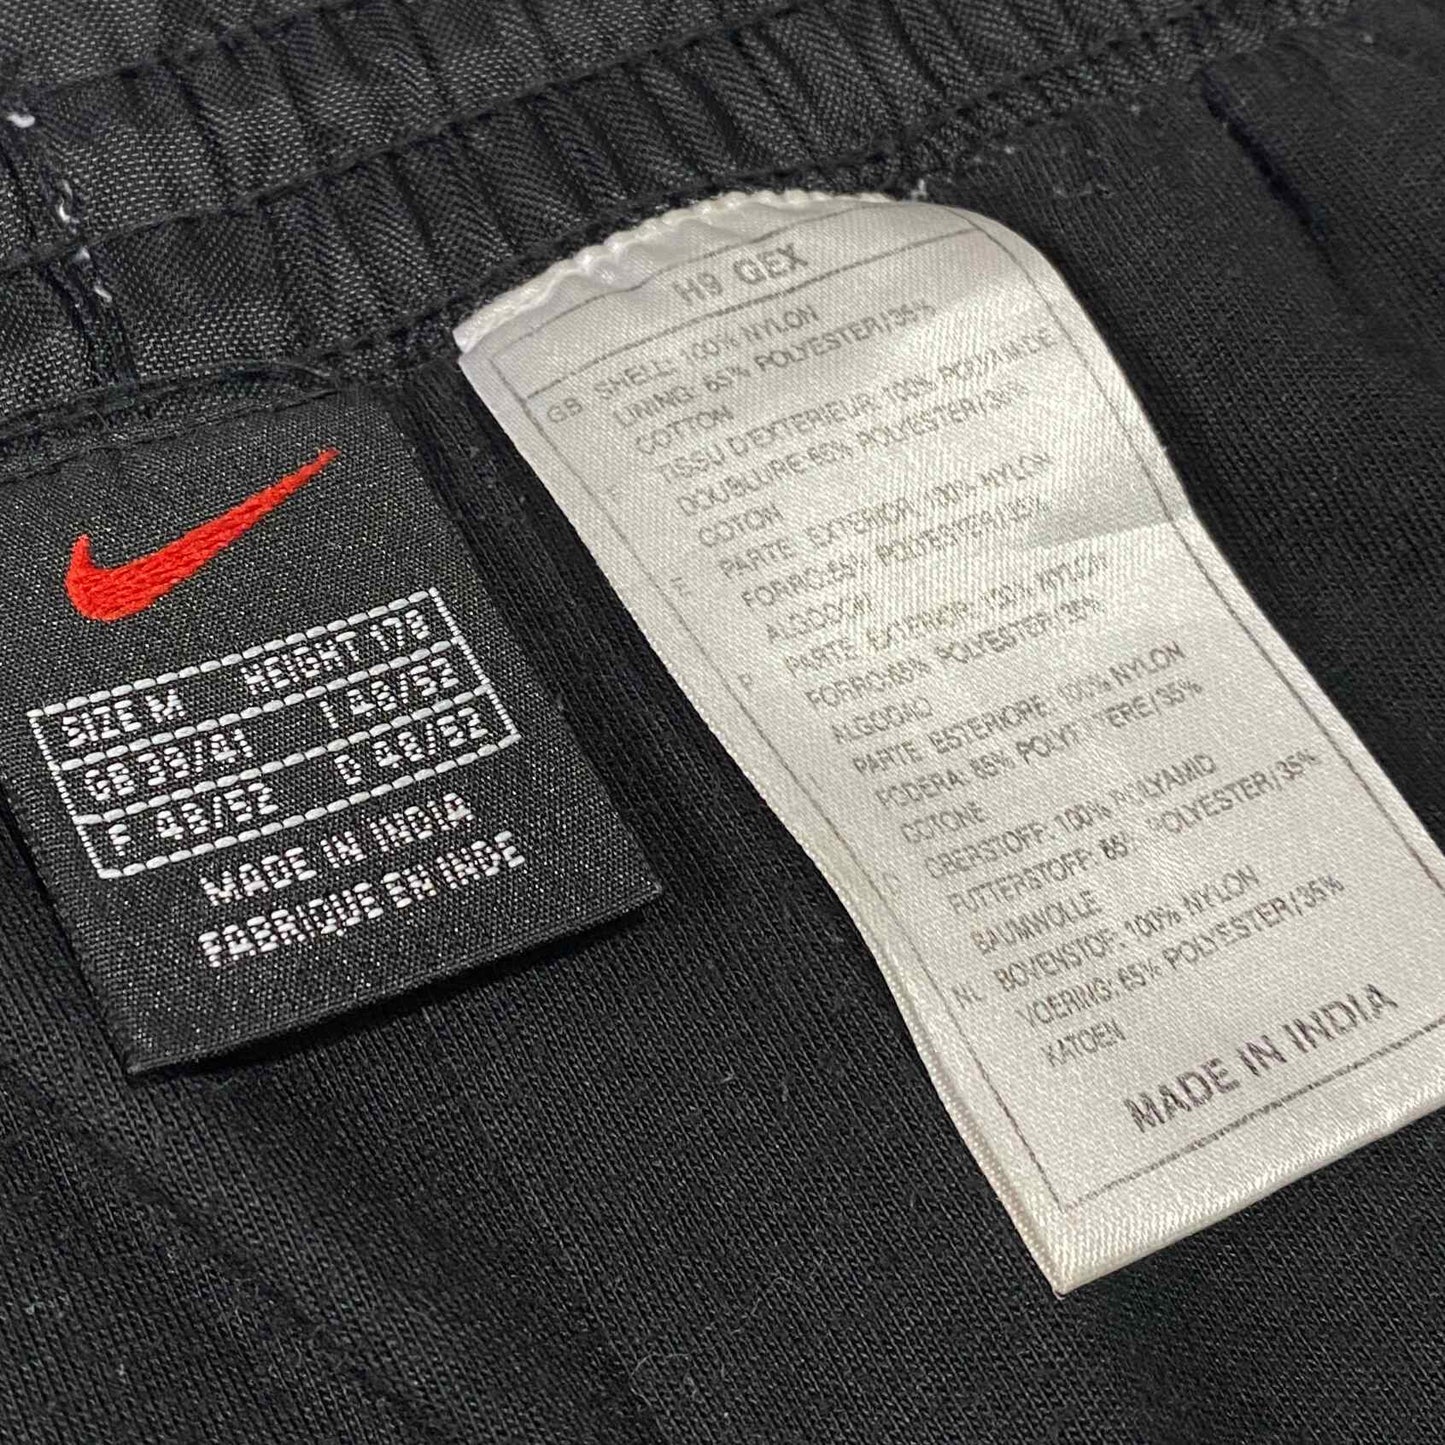 SIZE M HEIGHT 178
GB 39/41 I 48/52
F 48/52 D 48/52
MADE IN INDIA
FABRIQUE EN INDE
H9 GEX
GB SHELL: 100% NYLON
LINING: 65% POLYESTER/35%
COTTON
F TISSU D'EXTERIEUR: 100% POLYAMIDE
DOUBLURE: 65% POLYESTER/35%
COTON
E PARTE EXTERIOR 100% NYLON
FORRO:65% POLYESTER/35%
ALGODON
P PARTE EXTERIOR: 100% NYLON
FORRO:65% POLYESTER/35%
ALGODAO
PARTE ESTERIORE: 100% NYLON
FODERA: 65% POLYESTERE/35%
COTONE
D OBERSTOFF: 100% POLYAMID
FUTTERSTOFF: 65% POLYESTER/35%
BAUMWOLLE
NL BOVENSTOF: 100% NYLON
VOERING: 65% POLYESTER/35%
KATOEN
MADE IN INDIA